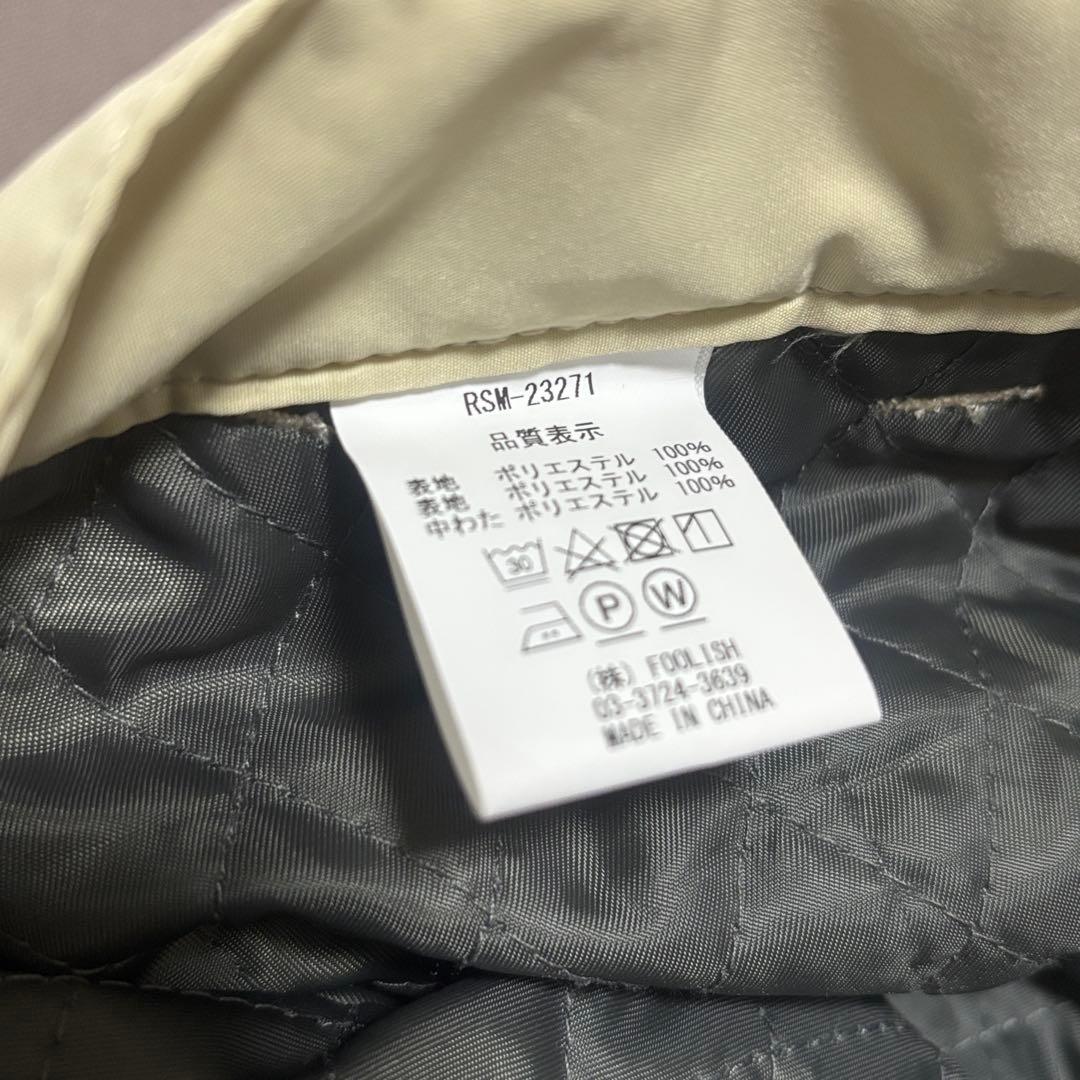 RSM-23271
品質表示
表地 ポリエステル 100%
表地 ポリエステル 100%
中わた ポリエステル 100%
30
P W
(株) FOOLISH
03-3724-3639
MADE IN CHINA